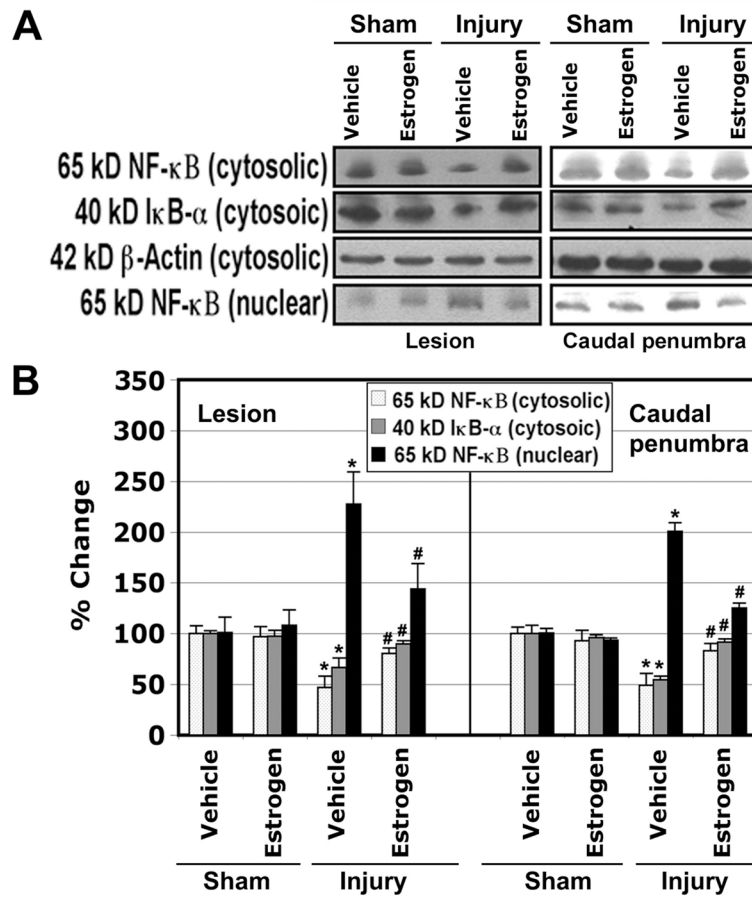 A
Sham Injury Sham Injury
Vehicle Estrogen Vehicle Estrogen Vehicle Estrogen Vehicle Estrogen
65 kD NF-κB (cytosolic)
40 kD IκB-α (cytosoic)
42 kD β-Actin (cytosolic)
65 kD NF-κB (nuclear)
Lesion Caudal penumbra
B
% Change
350
300
250
200
150
100
50
0
Lesion
65 kD NF-κB (cytosolic)
40 kD IκB-α (cytosoic)
65 kD NF-κB (nuclear)
Caudal
penumbra
* * *
# # #
* * *
# # #
Vehicle Estrogen Vehicle Estrogen Vehicle Estrogen Vehicle Estrogen
Sham Injury Sham Injury